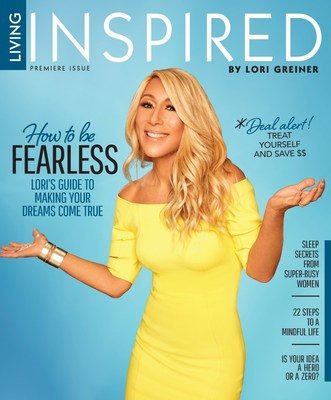 LIVING
INSPIRED
PREMIERE ISSUE
BY LORI GREINER
How to be
FEARLESS
LORI'S GUIDE TO
MAKING YOUR
DREAMS COME TRUE
*Deal alert!
TREAT
YOURSELF
AND SAVE $$
SLEEP
SECRETS
FROM
SUPER-BUSY
WOMEN
22 STEPS TO
A MINDFUL LIFE
IS YOUR IDEA
A HERO
OR A ZERO?